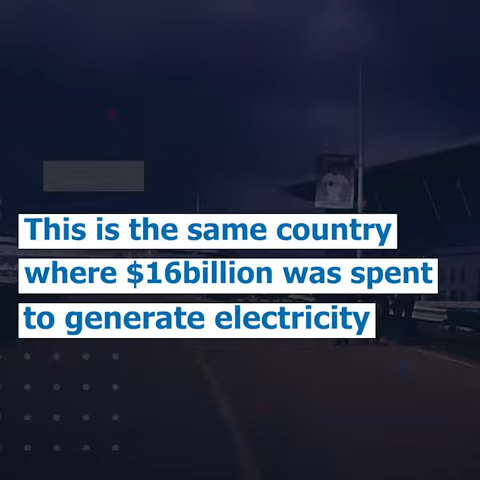 This is the same country
where $16billion was spent
to generate electricity